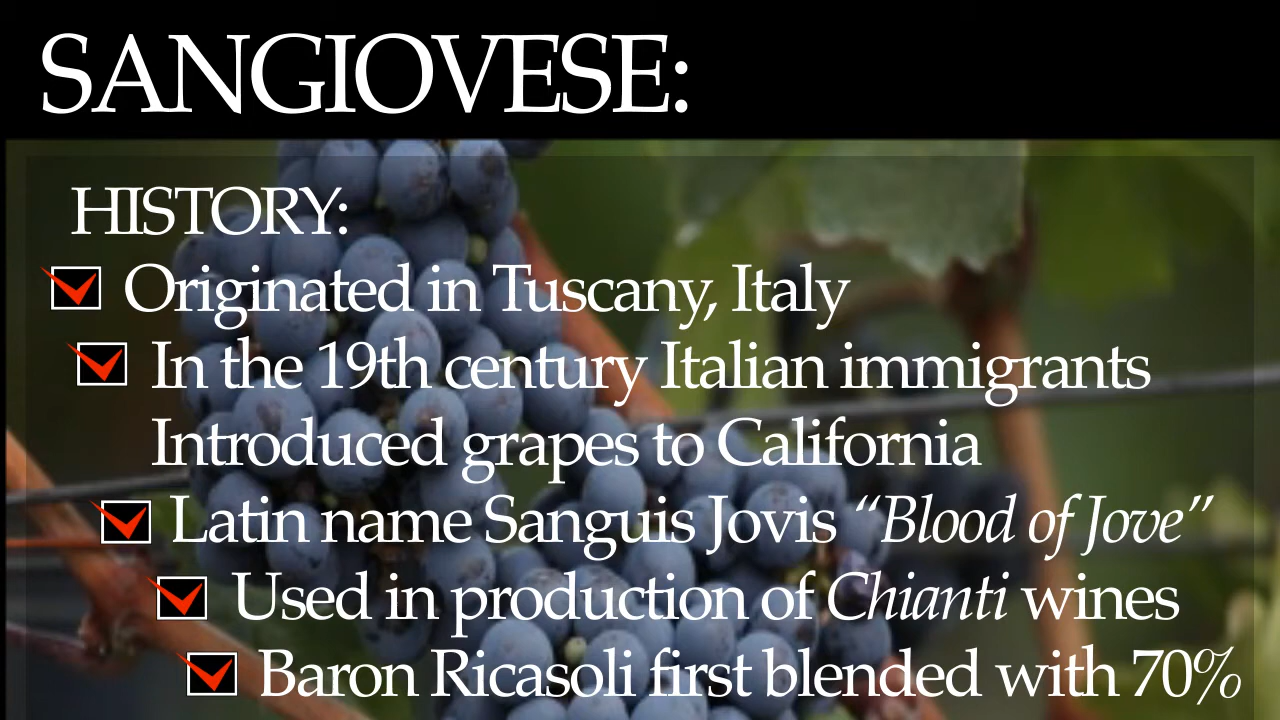 SANGIOVESE:
HISTORY:
Originated in Tuscany, Italy
In the 19th century Italian immigrants
Introduced grapes to California
Latin name Sanguis Jovis “Blood of Jove”
Used in production of Chianti wines
Baron Ricasoli first blended with 70%